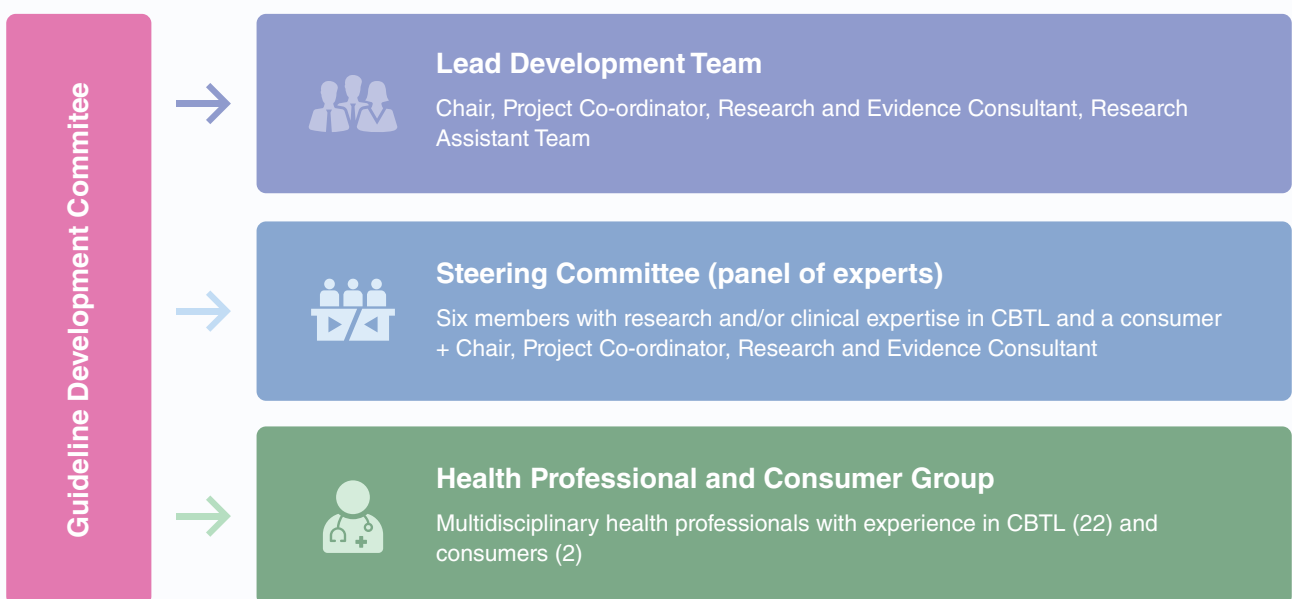 Guideline Development Committee
Lead Development Team
Chair, Project Co-ordinator, Research and Evidence Consultant, Research
Assistant Team
Steering Committee (panel of experts)
Six members with research and/or clinical expertise in CBTL and a consumer
+ Chair, Project Co-ordinator, Research and Evidence Consultant
Health Professional and Consumer Group
Multidisciplinary health professionals with experience in CBTL (22) and
consumers (2)